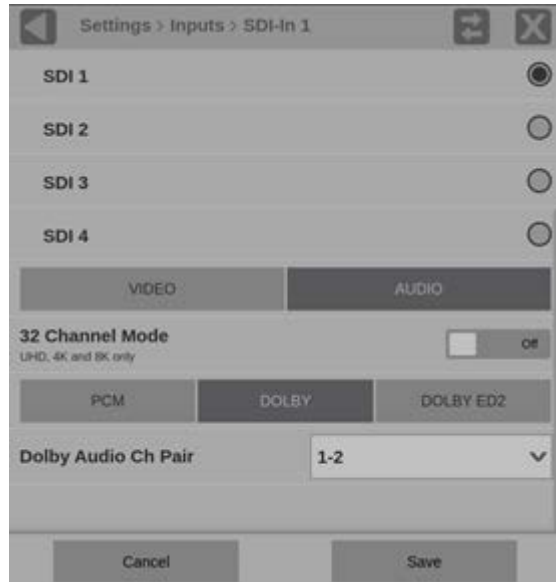 Settings > Inputs > SDI-In 1
SDI 1
SDI 2
SDI 3
SDI 4
VIDEO AUDIO
32 Channel Mode Off
UHD, 4K and 8K only
PCM DOLBY DOLBY ED2
Dolby Audio Ch Pair 1-2
Cancel Save